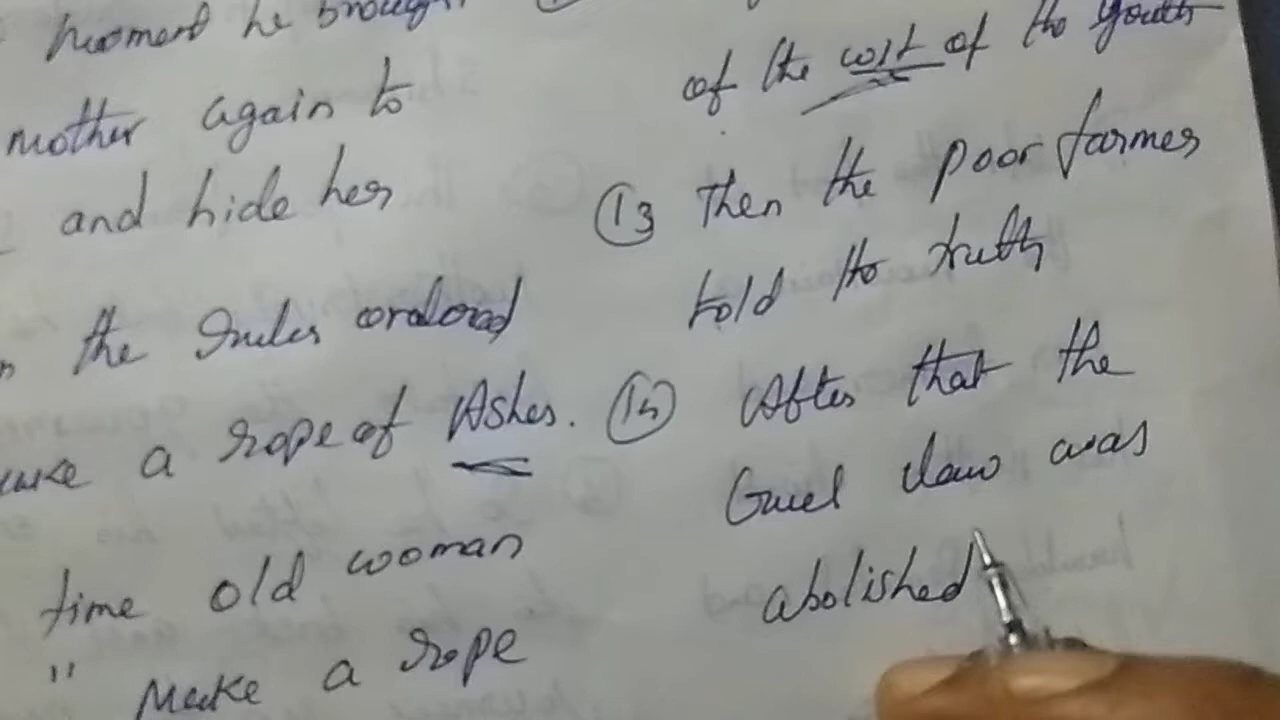 moment he brought
mother again to
and hide her
the ruler ordered
a rope of Ashes.
time old woman
" Make a rope
of the wit of the youth
(13 Then the poor farmer
told the truth
(14) After that the
Cruel law was
abolished